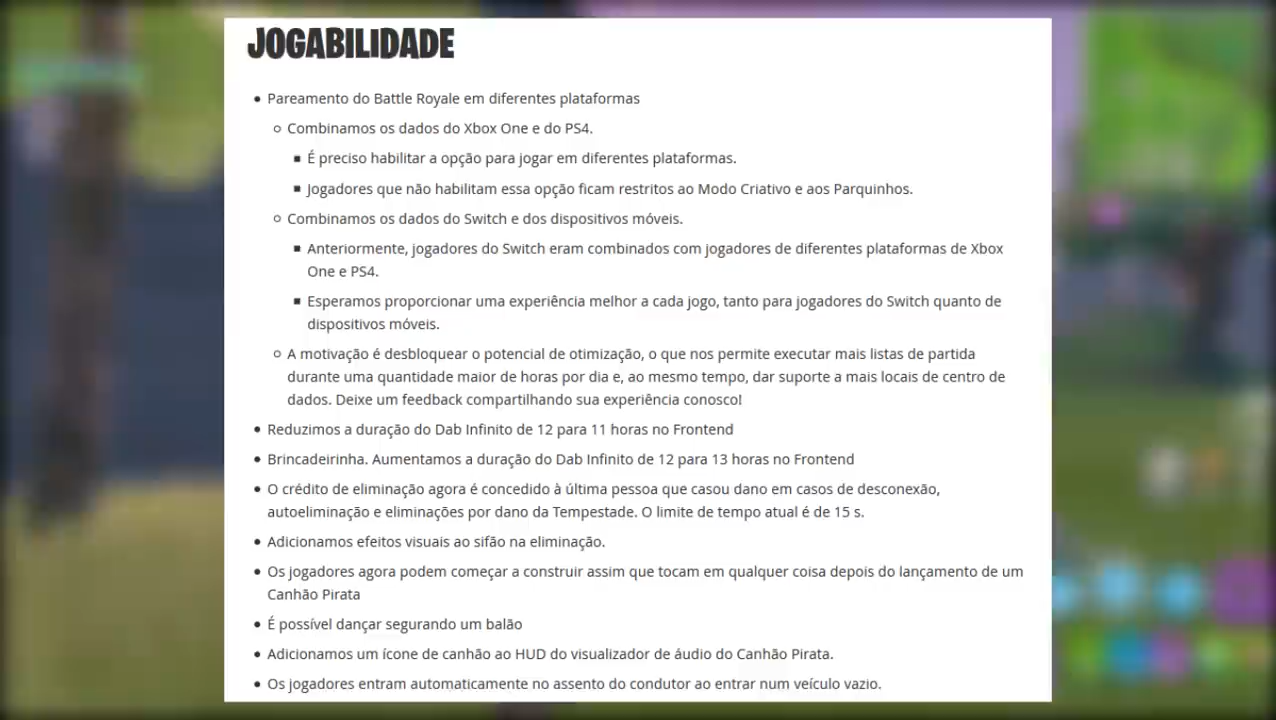 JOGABILIDADE
• Pareamento do Battle Royale em diferentes plataformas
○ Combinamos os dados do Xbox One e do PS4.
▪ É preciso habilitar a opção para jogar em diferentes plataformas.
▪ Jogadores que não habilitam essa opção ficam restritos ao Modo Criativo e aos Parquinhos.
○ Combinamos os dados do Switch e dos dispositivos móveis.
▪ Anteriormente, jogadores do Switch eram combinados com jogadores de diferentes plataformas de Xbox
One e PS4.
▪ Esperamos proporcionar uma experiência melhor a cada jogo, tanto para jogadores do Switch quanto de
dispositivos móveis.
○ A motivação é desbloquear o potencial de otimização, o que nos permite executar mais listas de partida
durante uma quantidade maior de horas por dia e, ao mesmo tempo, dar suporte a mais locais de centro de
dados. Deixe um feedback compartilhando sua experiência conosco!
• Reduzimos a duração do Dab Infinito de 12 para 11 horas no Frontend
• Brincadeirinha. Aumentamos a duração do Dab Infinito de 12 para 13 horas no Frontend
• O crédito de eliminação agora é concedido à última pessoa que casou dano em casos de desconexão,
autoeliminação e eliminações por dano da Tempestade. O limite de tempo atual é de 15 s.
• Adicionamos efeitos visuais ao sifão na eliminação.
• Os jogadores agora podem começar a construir assim que tocam em qualquer coisa depois do lançamento de um
Canhão Pirata
• É possível dançar segurando um balão
• Adicionamos um ícone de canhão ao HUD do visualizador de áudio do Canhão Pirata.
• Os jogadores entram automaticamente no assento do condutor ao entrar num veículo vazio.